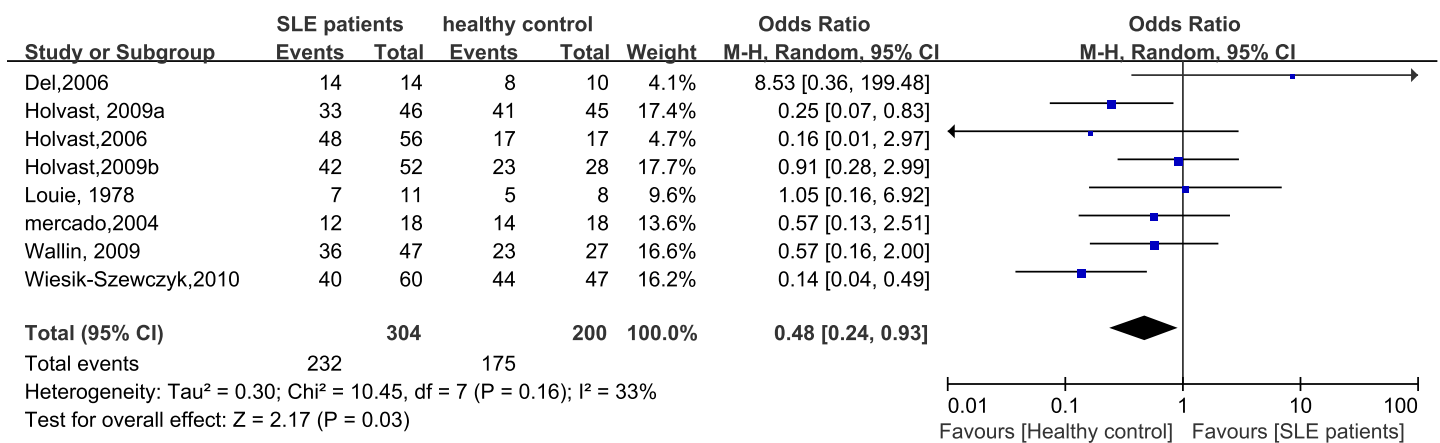 SLE patients healthy control Odds Ratio Odds Ratio
Study or Subgroup Events Total Events Total Weight M-H, Random, 95% CI M-H, Random, 95% CI
Del,2006 14 14 8 10 4.1% 8.53 [0.36, 199.48]
Holvast, 2009a 33 46 41 45 17.4% 0.25 [0.07, 0.83]
Holvast,2006 48 56 17 17 4.7% 0.16 [0.01, 2.97]
Holvast,2009b 42 52 23 28 17.7% 0.91 [0.28, 2.99]
Louie, 1978 7 11 5 8 9.6% 1.05 [0.16, 6.92]
mercado,2004 12 18 14 18 13.6% 0.57 [0.13, 2.51]
Wallin, 2009 36 47 23 27 16.6% 0.57 [0.16, 2.00]
Wiesik-Szewczyk,2010 40 60 44 47 16.2% 0.14 [0.04, 0.49]
Total (95% CI) 304 200 100.0% 0.48 [0.24, 0.93]
Total events 232 175
Heterogeneity: Tau² = 0.30; Chi² = 10.45, df = 7 (P = 0.16); I² = 33%
Test for overall effect: Z = 2.17 (P = 0.03)
0.01 0.1 1 10 100
Favours [Healthy control] Favours [SLE patients]